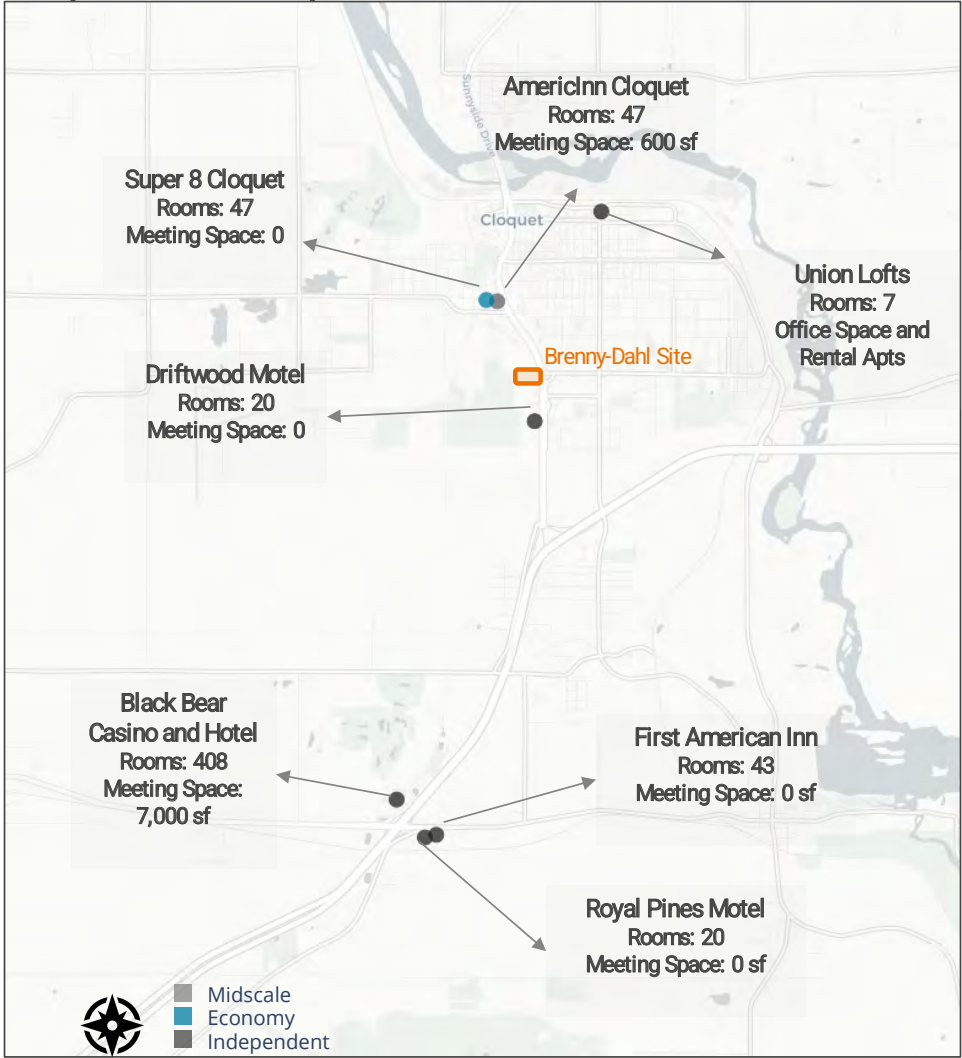 Sunnyside Drive
AmericInn Cloquet
Rooms: 47
Meeting Space: 600 sf
Super 8 Cloquet
Rooms: 47
Meeting Space: 0
Cloquet
Union Lofts
Rooms: 7
Office Space and
Rental Apts
Brenny-Dahl Site
Driftwood Motel
Rooms: 20
Meeting Space: 0
Black Bear
Casino and Hotel
Rooms: 408
Meeting Space:
7,000 sf
First American Inn
Rooms: 43
Meeting Space: 0 sf
Royal Pines Motel
Rooms: 20
Meeting Space: 0 sf
Midscale
Economy
Independent